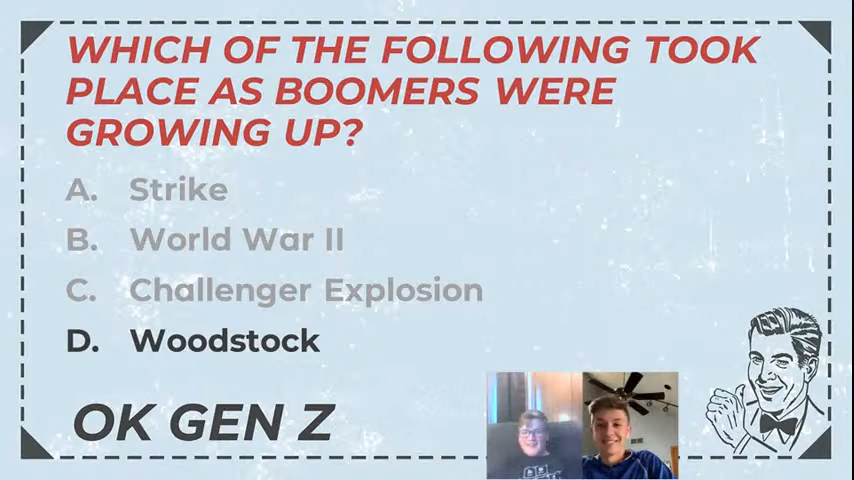 WHICH OF THE FOLLOWING TOOK
PLACE AS BOOMERS WERE
GROWING UP?
A. Strike
B. World War II
C. Challenger Explosion
D. Woodstock
OK GEN Z